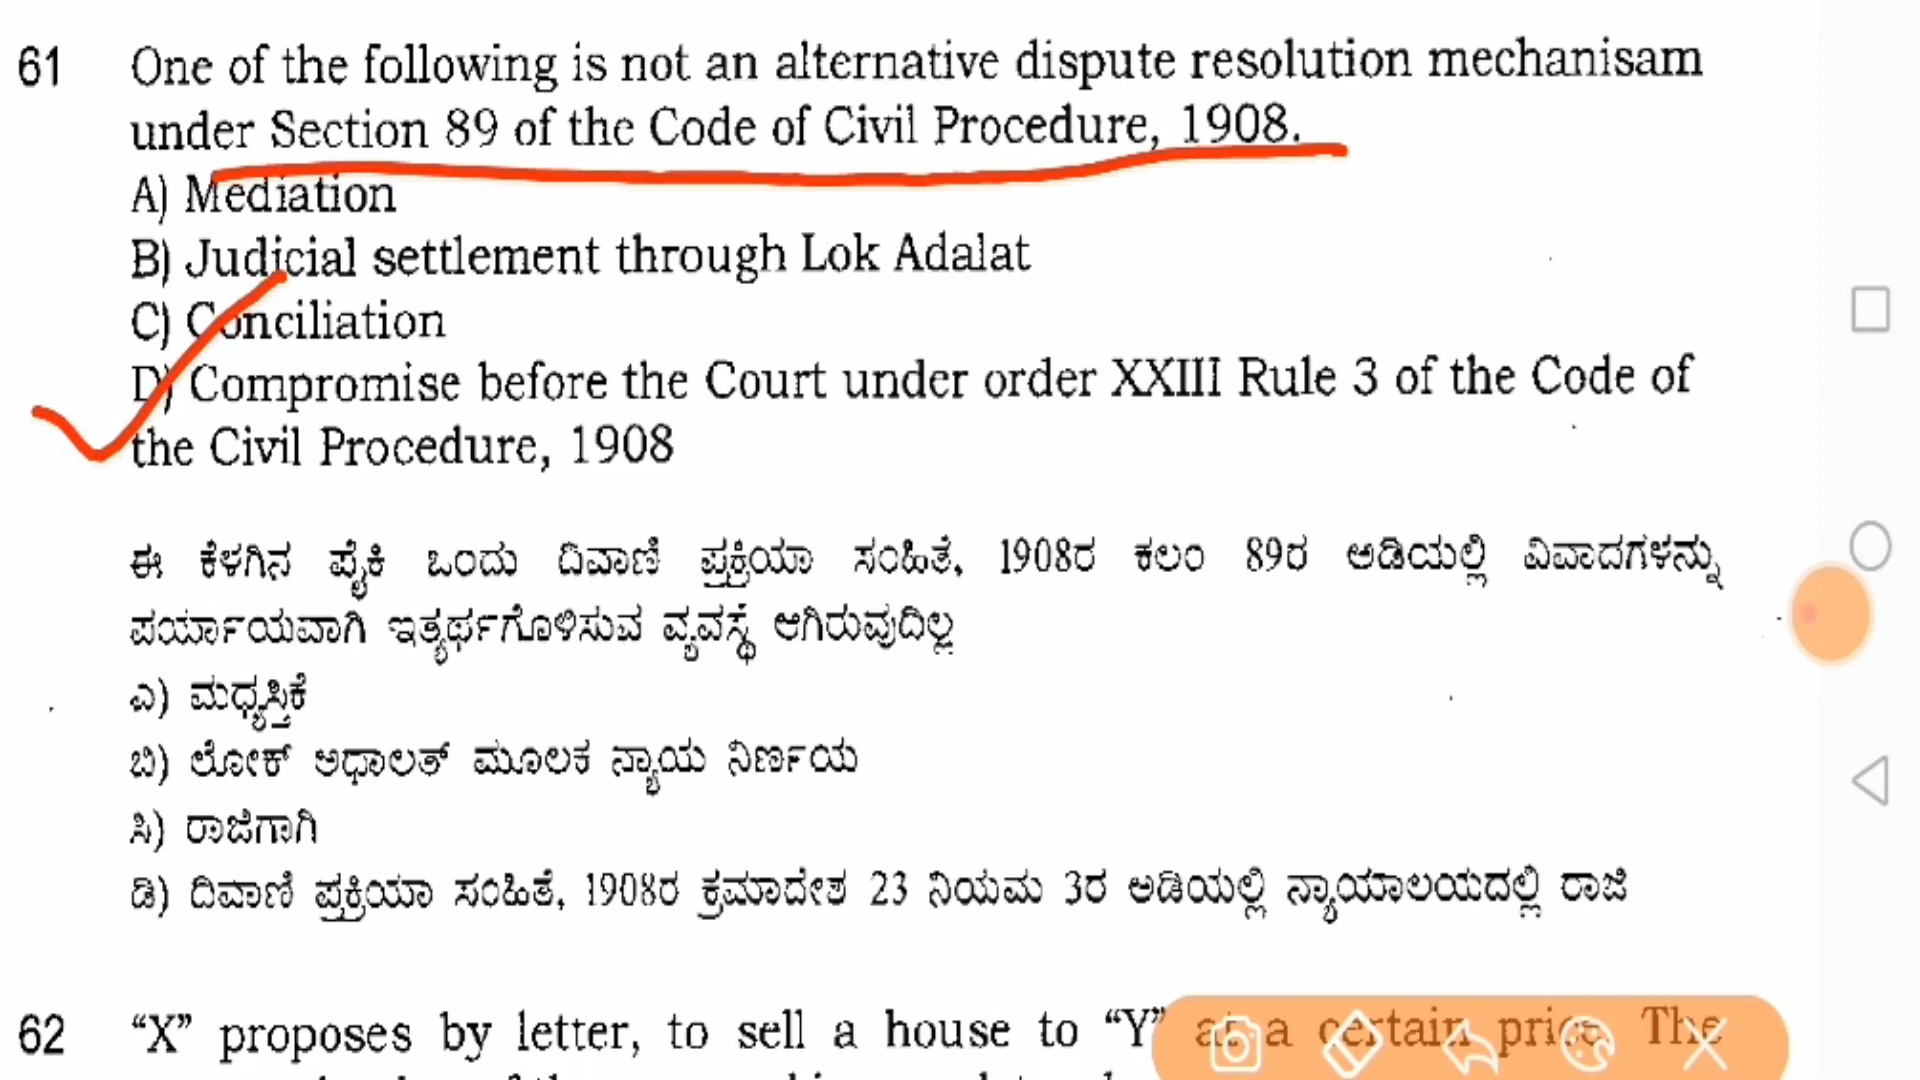 61 One of the following is not an alternative dispute resolution mechanisam
under Section 89 of the Code of Civil Procedure, 1908.
A) Mediation
B) Judicial settlement through Lok Adalat
C) Conciliation
D) Compromise before the Court under order XXIII Rule 3 of the Code of
the Civil Procedure, 1908
ಈ ಕೆಳಗಿನ ಪೈಕಿ ಒಂದು ದಿವಾಣಿ ಪ್ರಕ್ರಿಯಾ ಸಂಹಿತೆ, 1908ರ ಕಲಂ 89ರ ಅಡಿಯಲ್ಲಿ ವಿವಾದಗಳನ್ನು
ಪರ್ಯಾಯವಾಗಿ ಇತ್ಯರ್ಥಗೊಳಿಸುವ ವ್ಯವಸ್ಥೆ ಆಗಿರುವುದಿಲ್ಲ
ಎ) ಮಧ್ಯಸ್ತಿಕೆ
ಬಿ) ಲೋಕ್ ಅಧಾಲತ್ ಮೂಲಕ ನ್ಯಾಯ ನಿರ್ಣಯ
ಸಿ) ರಾಜಿಗಾಗಿ
ಡಿ) ದಿವಾಣಿ ಪ್ರಕ್ರಿಯಾ ಸಂಹಿತೆ, 1908ರ ಕ್ರಮಾದೇಶ 23 ನಿಯಮ 3ರ ಅಡಿಯಲ್ಲಿ ನ್ಯಾಯಾಲಯದಲ್ಲಿ ರಾಜಿ
62 “X” proposes by letter, to sell a house to “Y” at a certain price. The